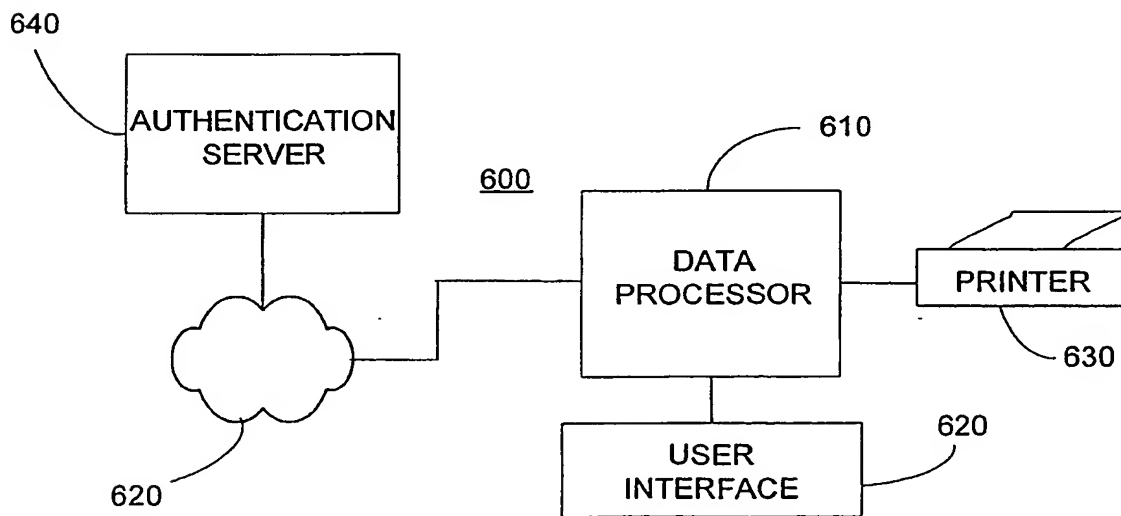 640
AUTHENTICATION
SERVER
610
600
DATA
PROCESSOR
PRINTER
630
620
USER
INTERFACE
620